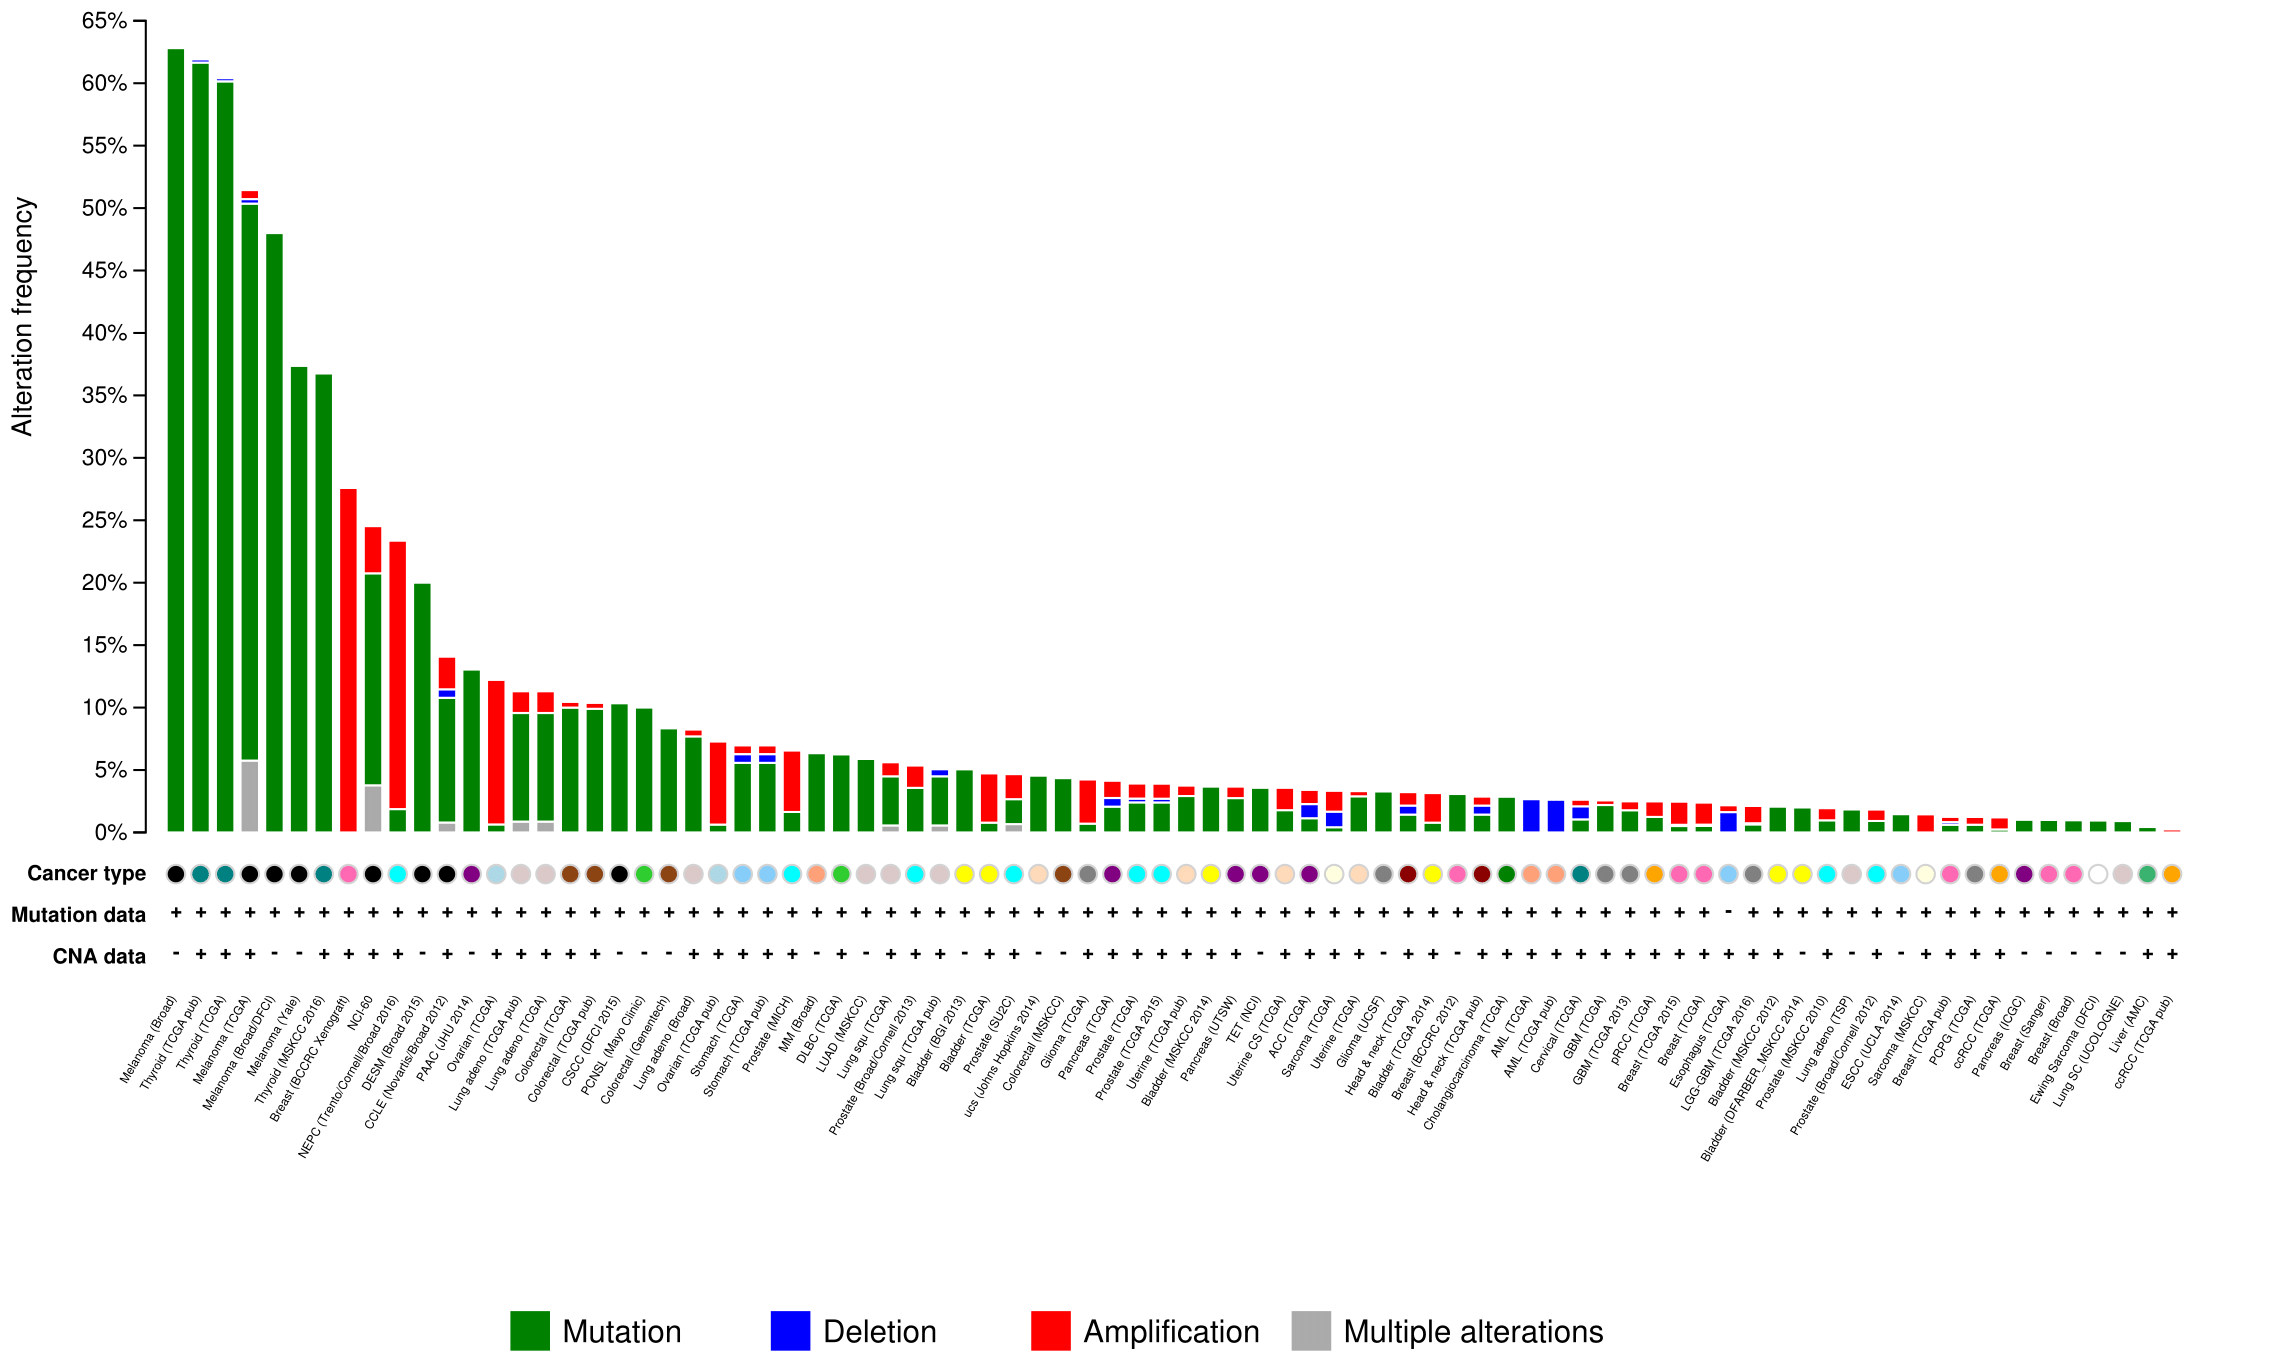 65%
60%
55%
50%
45%
40%
35%
30%
25%
20%
15%
10%
5%
0%
Alteration frequency
Cancer type
Mutation data + + + + + + + + + + + + + + + + + + + + + + + + + + + + + + + + + + + + + + + + + + + + + + + + + + + + + + + + + + + + + + + - + + + + + + + + + + + + + + + + + +
CNA data - + + + - - + + + + - + - + + + + + - - - + + + + + - + - + + + - + + - - + + + + + + + - + + + + - + + - + + + + + + + + + + + + + - + - + - + + + + - - - - - + +
Melanoma (Broad)
Thyroid (TCGA pub)
Thyroid (TCGA)
Melanoma (TCGA)
Melanoma (Broad/DFCI)
Melanoma (Yale)
Thyroid (MSKCC 2016)
Breast (BCCRC Xenograft)
NCI-60
NEPC (Trento/Cornell/Broad 2016)
DESM (Broad 2015)
CCLE (Novartis/Broad 2012)
PAAC (JHU 2014)
Ovarian (TCGA)
Lung adeno (TCGA pub)
Lung adeno (TCGA)
Colorectal (TCGA)
Colorectal (TCGA pub)
CSCC (DFCI 2015)
PCNSL (Mayo Clinic)
Colorectal (Genentech)
Lung adeno (Broad)
Ovarian (TCGA pub)
Stomach (TCGA)
Stomach (TCGA pub)
Prostate (MICH)
MM (Broad)
DLBC (TCGA)
LUAD (MSKCC)
Lung squ (TCGA)
Prostate (Broad/Cornell 2013)
Lung squ (TCGA pub)
Bladder (BGI 2013)
Bladder (TCGA)
Prostate (SU2C)
ucs (Johns Hopkins 2014)
Colorectal (MSKCC)
Glioma (TCGA)
Pancreas (TCGA)
Prostate (TCGA)
Prostate (TCGA 2015)
Uterine (TCGA pub)
Bladder (MSKCC 2014)
Pancreas (UTSW)
TET (NCI)
Uterine CS (TCGA)
ACC (TCGA)
Sarcoma (TCGA)
Uterine (TCGA)
Glioma (UCSF)
Head & neck (TCGA)
Bladder (TCGA 2014)
Breast (BCCRC 2012)
Head & neck (TCGA pub)
Cholangiocarcinoma (TCGA)
AML (TCGA)
AML (TCGA pub)
Cervical (TCGA)
GBM (TCGA)
GBM (TCGA 2013)
pRCC (TCGA)
Breast (TCGA 2015)
Breast (TCGA)
Esophagus (TCGA)
LGG-GBM (TCGA 2016)
Bladder (MSKCC 2012)
Bladder (DFARBER_MSKCC 2014)
Prostate (MSKCC 2010)
Lung adeno (TSP)
Prostate (Broad/Cornell 2012)
ESCC (UCLA 2014)
Sarcoma (MSKCC)
Breast (TCGA pub)
PCPG (TCGA)
ccRCC (TCGA)
Pancreas (ICGC)
Breast (Sanger)
Breast (Broad)
Ewing Sarcoma (DFCI)
Lung SC (UCOLOGNE)
Liver (AMC)
ccRCC (TCGA pub)
Mutation
Deletion
Amplification
Multiple alterations